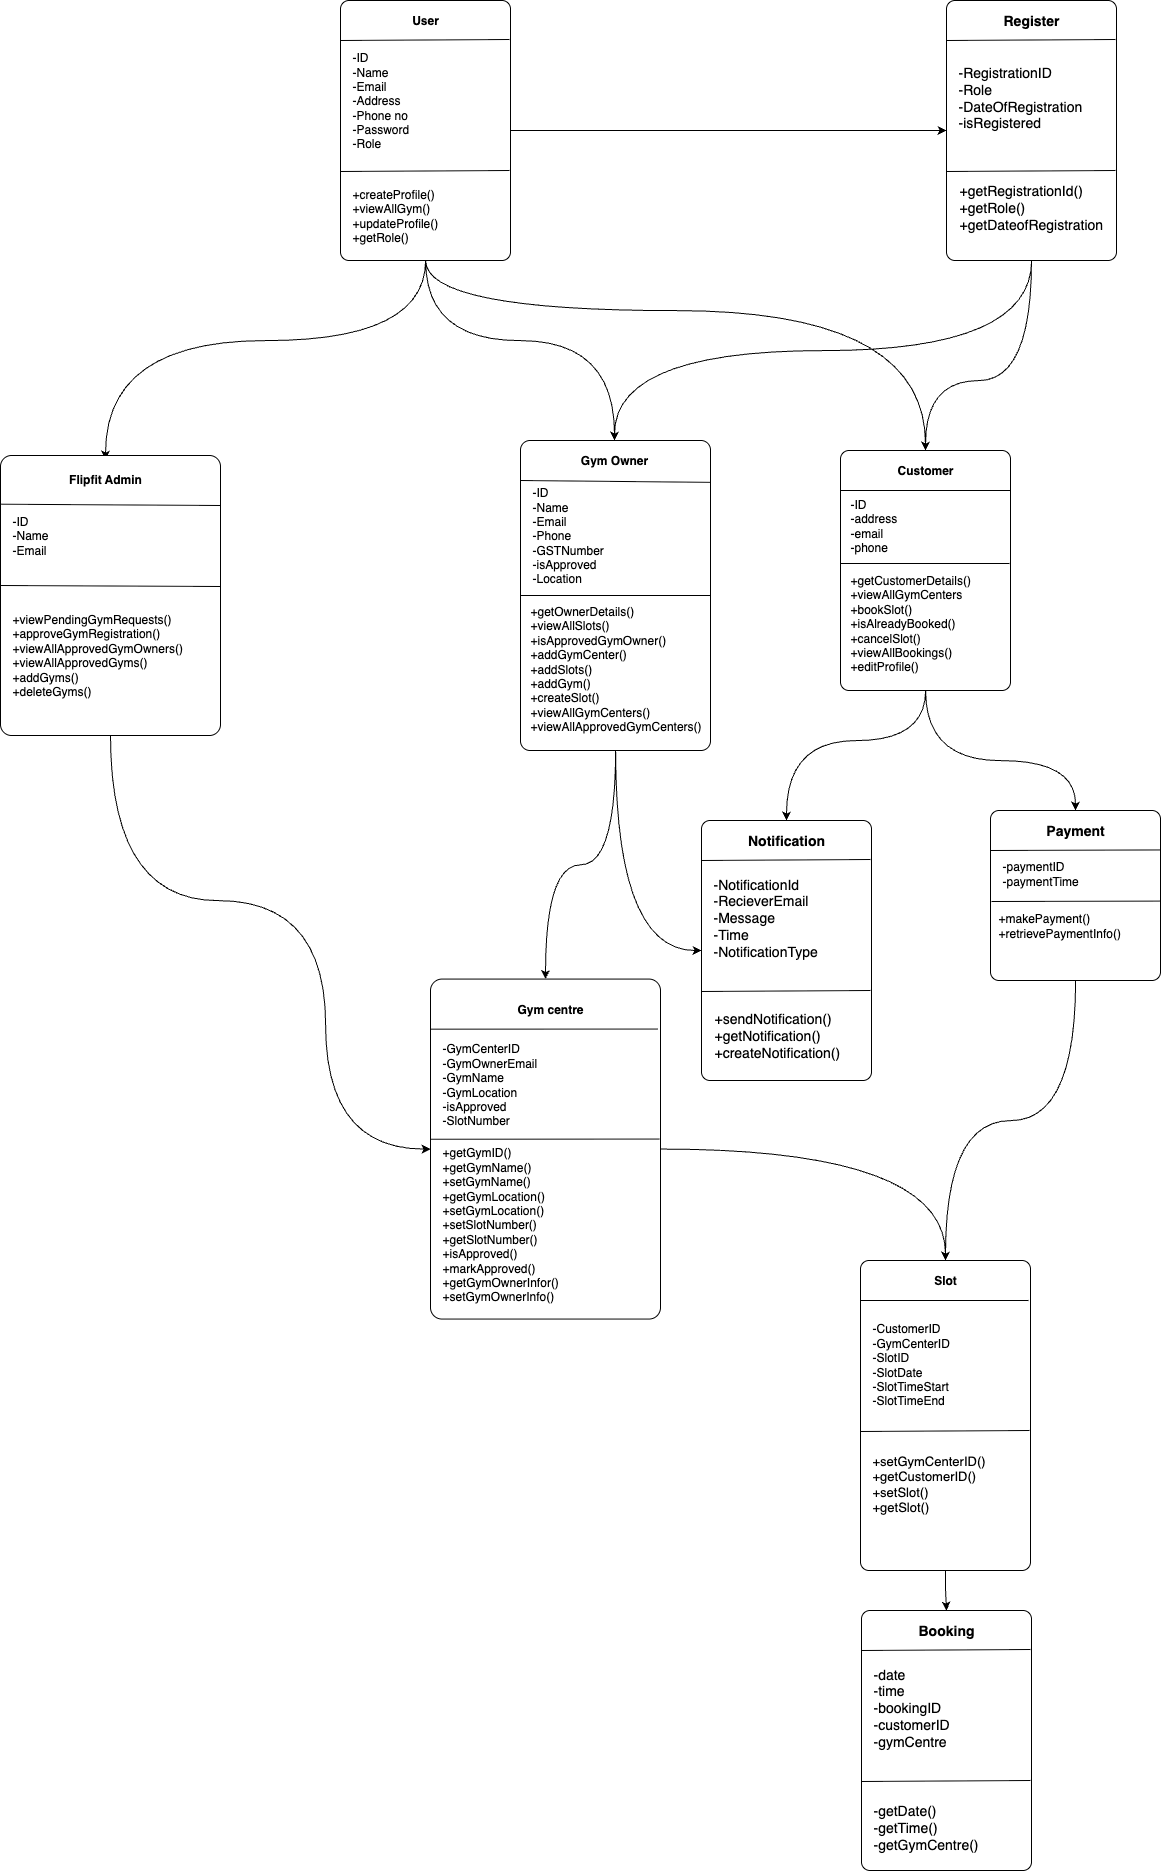 User
-ID
-Name
-Email
-Address
-Phone no
-Password
-Role
+createProfile()
+viewAllGym()
+updateProfile()
+getRole()
Register
-RegistrationID
-Role
-DateOfRegistration
-isRegistered
+getRegistrationId()
+getRole()
+getDateofRegistration
Flipfit Admin
-ID
-Name
-Email
+viewPendingGymRequests()
+approveGymRegistration()
+viewAllApprovedGymOwners()
+viewAllApprovedGyms()
+addGyms()
+deleteGyms()
Gym Owner
-ID
-Name
-Email
-Phone
-GSTNumber
-isApproved
-Location
+getOwnerDetails()
+viewAllSlots()
+isApprovedGymOwner()
+addGymCenter()
+addSlots()
+addGym()
+createSlot()
+viewAllGymCenters()
+viewAllApprovedGymCenters()
Customer
-ID
-address
-email
-phone
+getCustomerDetails()
+viewAllGymCenters
+bookSlot()
+isAlreadyBooked()
+cancelSlot()
+viewAllBookings()
+editProfile()
Notification
-NotificationId
-RecieverEmail
-Message
-Time
-NotificationType
+sendNotification()
+getNotification()
+createNotification()
Payment
-paymentID
-paymentTime
+makePayment()
+retrievePaymentInfo()
Gym centre
-GymCenterID
-GymOwnerEmail
-GymName
-GymLocation
-isApproved
-SlotNumber
+getGymID()
+getGymName()
+setGymName()
+getGymLocation()
+setGymLocation()
+setSlotNumber()
+getSlotNumber()
+isApproved()
+markApproved()
+getGymOwnerInfor()
+setGymOwnerInfo()
Slot
-CustomerID
-GymCenterID
-SlotID
-SlotDate
-SlotTimeStart
-SlotTimeEnd
+setGymCenterID()
+getCustomerID()
+setSlot()
+getSlot()
Booking
-date
-time
-bookingID
-customerID
-gymCentre
-getDate()
-getTime()
-getGymCentre()